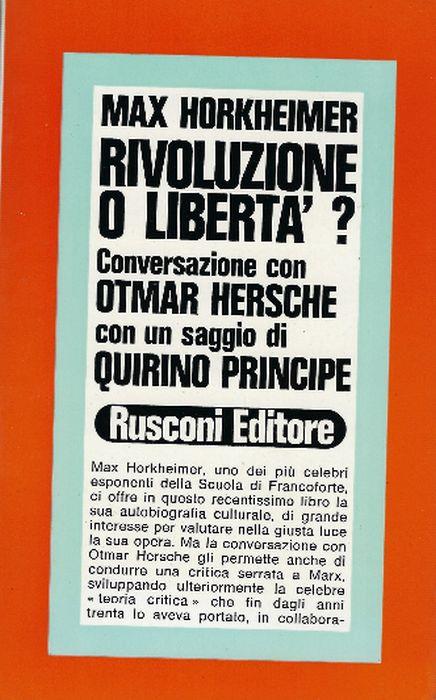 MAX HORKHEIMER
RIVOLUZIONE
O LIBERTA' ?
Conversazione con
OTMAR HERSCHE
con un saggio di
QUIRINO PRINCIPE
Rusconi Editore
Max Horkheimer, uno dei più celebri
esponenti della Scuola di Francoforte,
ci offre in questo recentissimo libro la
sua autobiografia culturale, di grande
interesse per valutare nella giusta luce
la sua opera. Ma la conversazione con
Otmar Hersche gli permette anche di
condurre una critica serrata a Marx,
sviluppando ulteriormente la celebre
« teoria critica » che fin dagli anni
trenta lo aveva portato, in collabora-